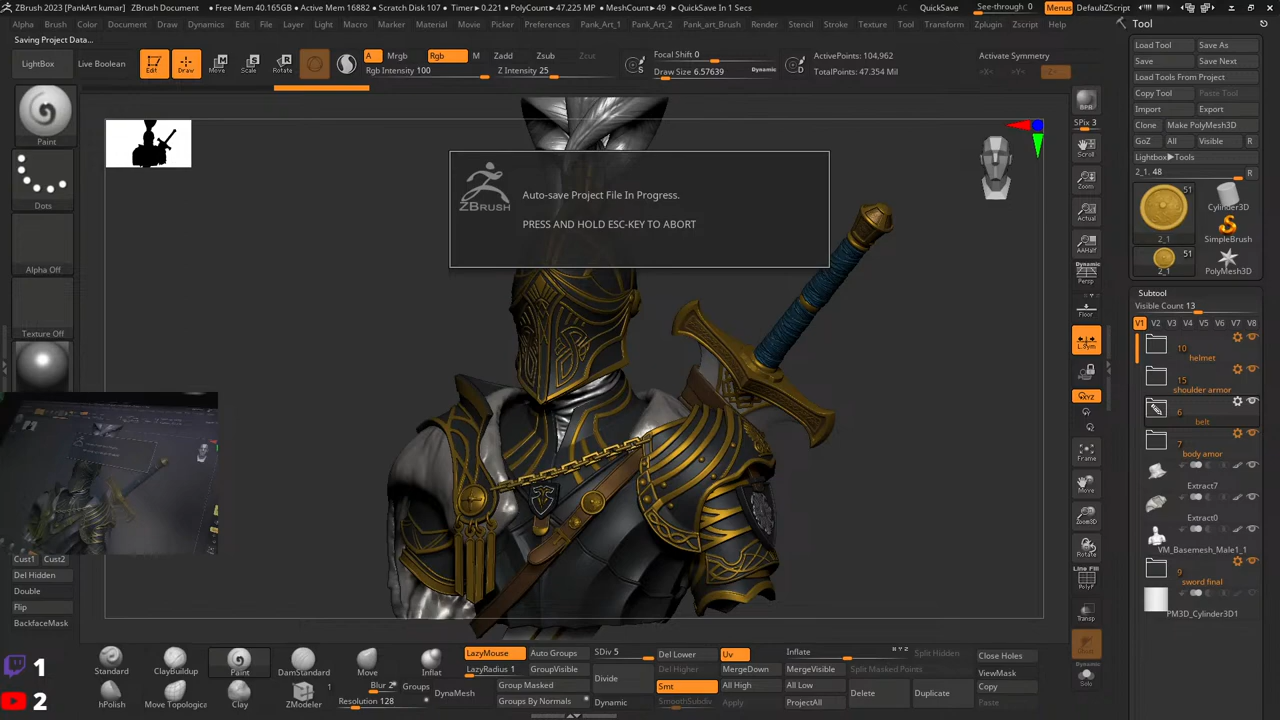 ZBrush 2023 [PankArt kumar] ZBrush Document • Free Mem 40.165GB • Active Mem 16882 • Scratch Disk 107 • Timer▸0.221 • PolyCount▸47.225 MP • MeshCount▸49 • QuickSave In 1 Secs
AC QuickSave See-through 0 Menus DefaultZScript
Alpha Brush Color Document Draw Dynamics Edit File Layer Light Macro Marker Material Movie Picker Preferences Pank_Art_1 Pank_Art_2 Pank_art_Brush Render Stencil Stroke Texture Tool Transform Zplugin Zscript Help
Saving Project Data...
LightBox
Live Boolean
Edit
Draw
Move
Scale
Rotate
A Mrgb Rgb M Zadd Zsub Zcut
Rgb Intensity 100 Z Intensity 25
Focal Shift 0
Draw Size 6.57639 Dynamic
ActivePoints: 104,962
TotalPoints: 47.354 Mil
Activate Symmetry
Paint
Dots
Alpha Off
Texture Off
Cust1 Cust2
Del Hidden
Double
Flip
BackfaceMask
1
2
ZBRUSH
Auto-save Project File In Progress.
PRESS AND HOLD ESC-KEY TO ABORT
BPR
SPix 3
Scroll
Zoom
Actual
AAHalf
Dynamic
Persp
Floor
L.Sym
Frame
Move
Zoom3D
Rotate
Line Fill
PolyF
Transp
Dynamic
Solo
Tool
Load Tool Save As
Save Save Next
Load Tools From Project
Copy Tool Paste Tool
Import Export
Clone Make PolyMesh3D
GoZ All Visible R
Lightbox▸Tools
2_1. 48 R
51
2_1
Cylinder3D
SimpleBrush
51
2_1
PolyMesh3D
Subtool
Visible Count 13
V1 V2 V3 V4 V5 V6 V7 V8
10
helmet
15
shoulder armor
6
belt
7
body amor
Extract7
Extract0
VM_Basemesh_Male1_1
9
sword final
PM3D_Cylinder3D1
Standard ClayBuildup Paint DamStandard Move Inflat
hPolish Move Topological Clay ZModeler
1
LazyMouse Auto Groups
LazyRadius 1 GroupVisible
Blur 2 Groups
Resolution 128
DynaMesh
Group Masked
Groups By Normals
SDiv 5
Divide
Dynamic
Del Lower
Del Higher
Smt
SmoothSubdiv
Uv
MergeDown
All High
Apply
Inflate
MergeVisible
All Low
ProjectAll
Split Hidden
Split Masked Points
Delete
Duplicate
Close Holes
ViewMask
Copy
Paste